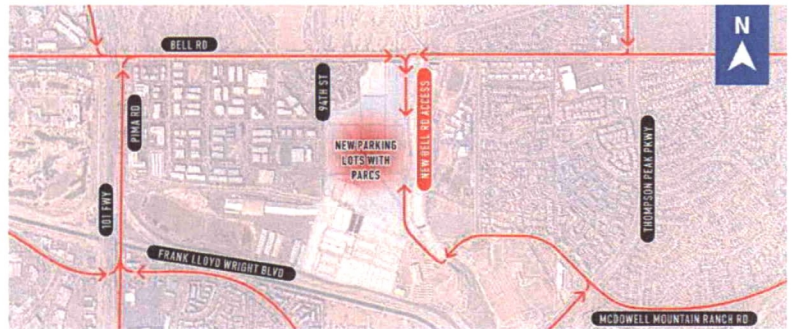 N
BELL RD
94TH ST
PIMA RD
NEW PARKING
LOTS WITH
PARCS
NEW BELL RD ACCESS
THOMPSON PEAK PKWY
101 FWY
FRANK LLOYD WRIGHT BLVD
MCDOWELL MOUNTAIN RANCH RD